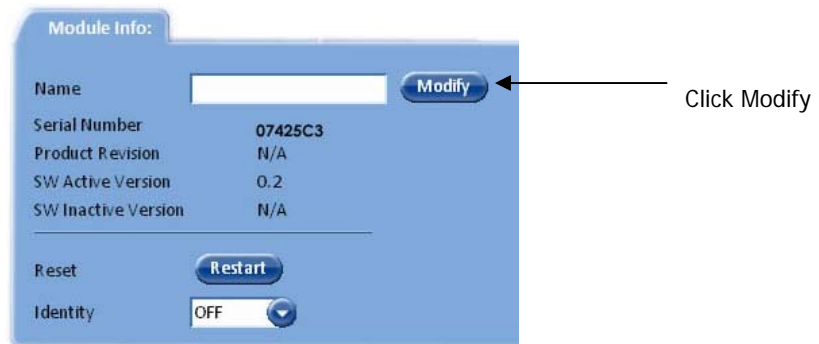 Module Info:
Name Modify
Click Modify
Serial Number 07425C3
Product Revision N/A
SW Active Version 0.2
SW Inactive Version N/A
Reset Restart
Identity OFF